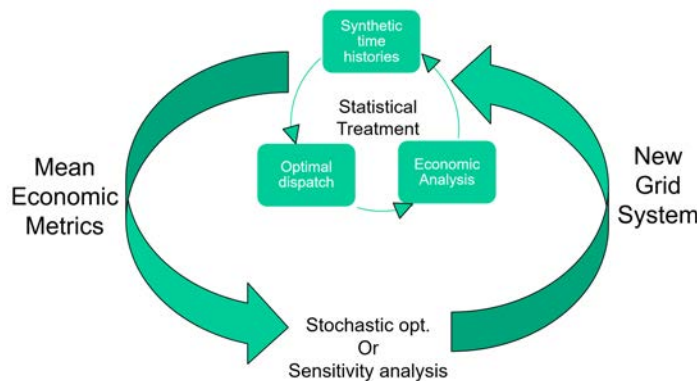 Synthetic
time
histories
Statistical
Treatment
Optimal
dispatch
Economic
Analysis
Mean
Economic
Metrics
New
Grid
System
Stochastic opt.
Or
Sensitivity analysis